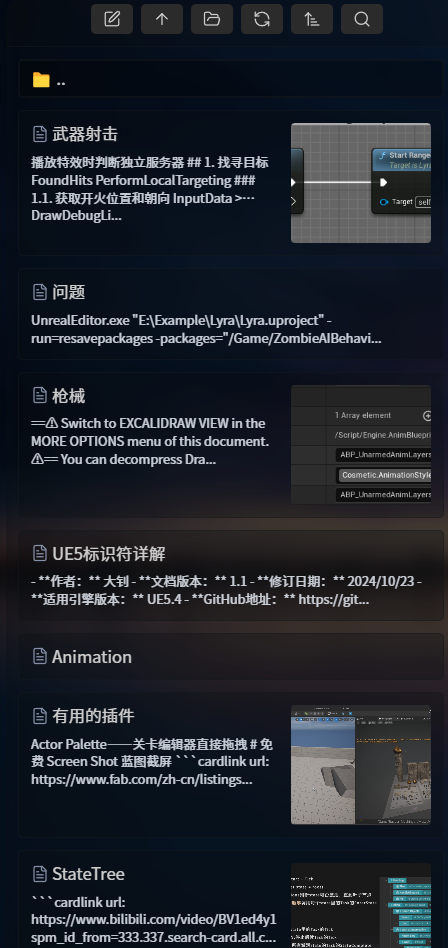 ..
武器射击
播放特效时判断独立服务器 ## 1. 找寻目标
FoundHits PerformLocalTargeting ###
1.1. 获取开火位置和朝向 InputData >…
DrawDebugLi...
Start Range
Target is Lyra
Target
self
问题
UnrealEditor.exe "E:\Example\Lyra\Lyra.uproject" -
run=resavepackages -packages="/Game/ZombieAIBehavi...
枪械
==⚠ Switch to EXCALIDRAW VIEW in the
MORE OPTIONS menu of this document.
⚠== You can decompress Dra...
1 Array element
/Script/Engine.AnimBluepri
ABP_UnarmedAnimLayers
Cosmetic.AnimationStyle
ABP_UnarmedAnimLayers
UE5标识符详解
- **作者：** 大钊 - **文档版本：** 1.1 - **修订日期：** 2024/10/23 -
**适用引擎版本：** UE5.4 - **GitHub地址：** https://git...
Animation
有用的插件
Actor Palette——关卡编辑器直接拖拽 # 免
费 Screen Shot 蓝图截屏 ```cardlink url:
https://www.fab.com/zh-cn/listings...
StateTree
```cardlink url:
https://www.bilibili.com/video/BV1ed4y1
spm_id_from=333.337.search-card.all.c...